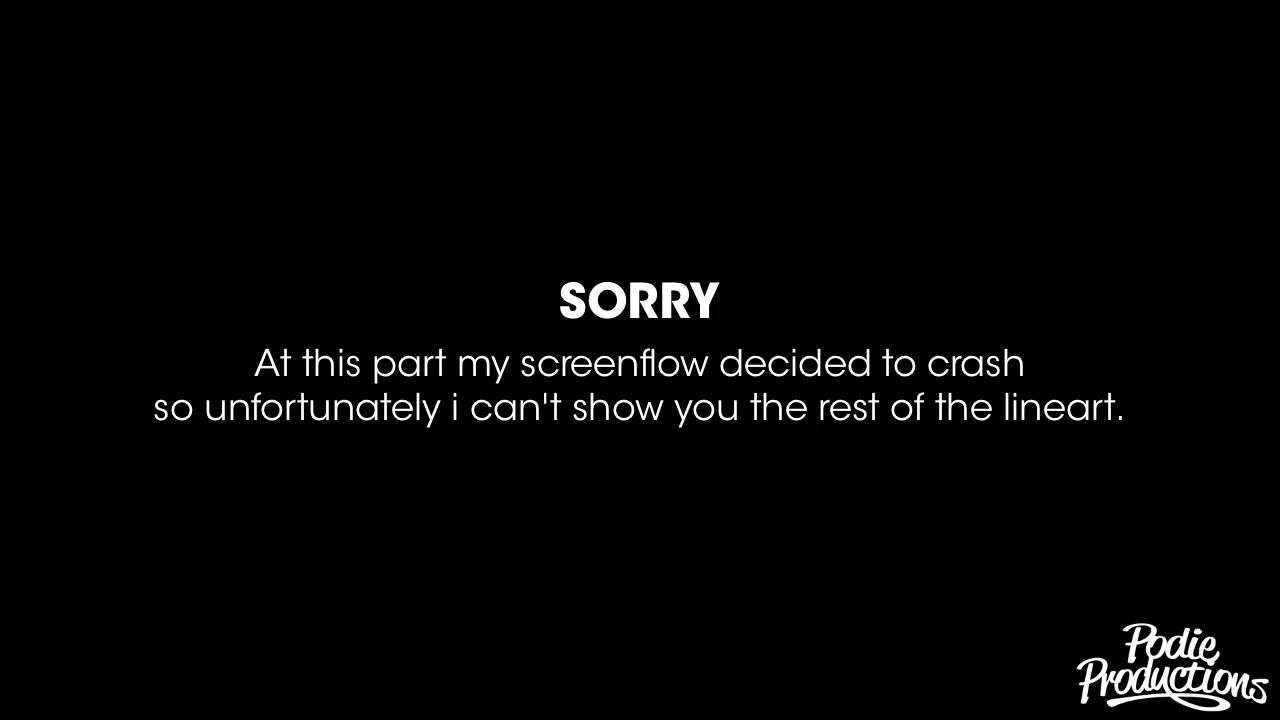 SORRY
At this part my screenflow decided to crash
so unfortunately i can't show you the rest of the lineart.
Podie
Productions